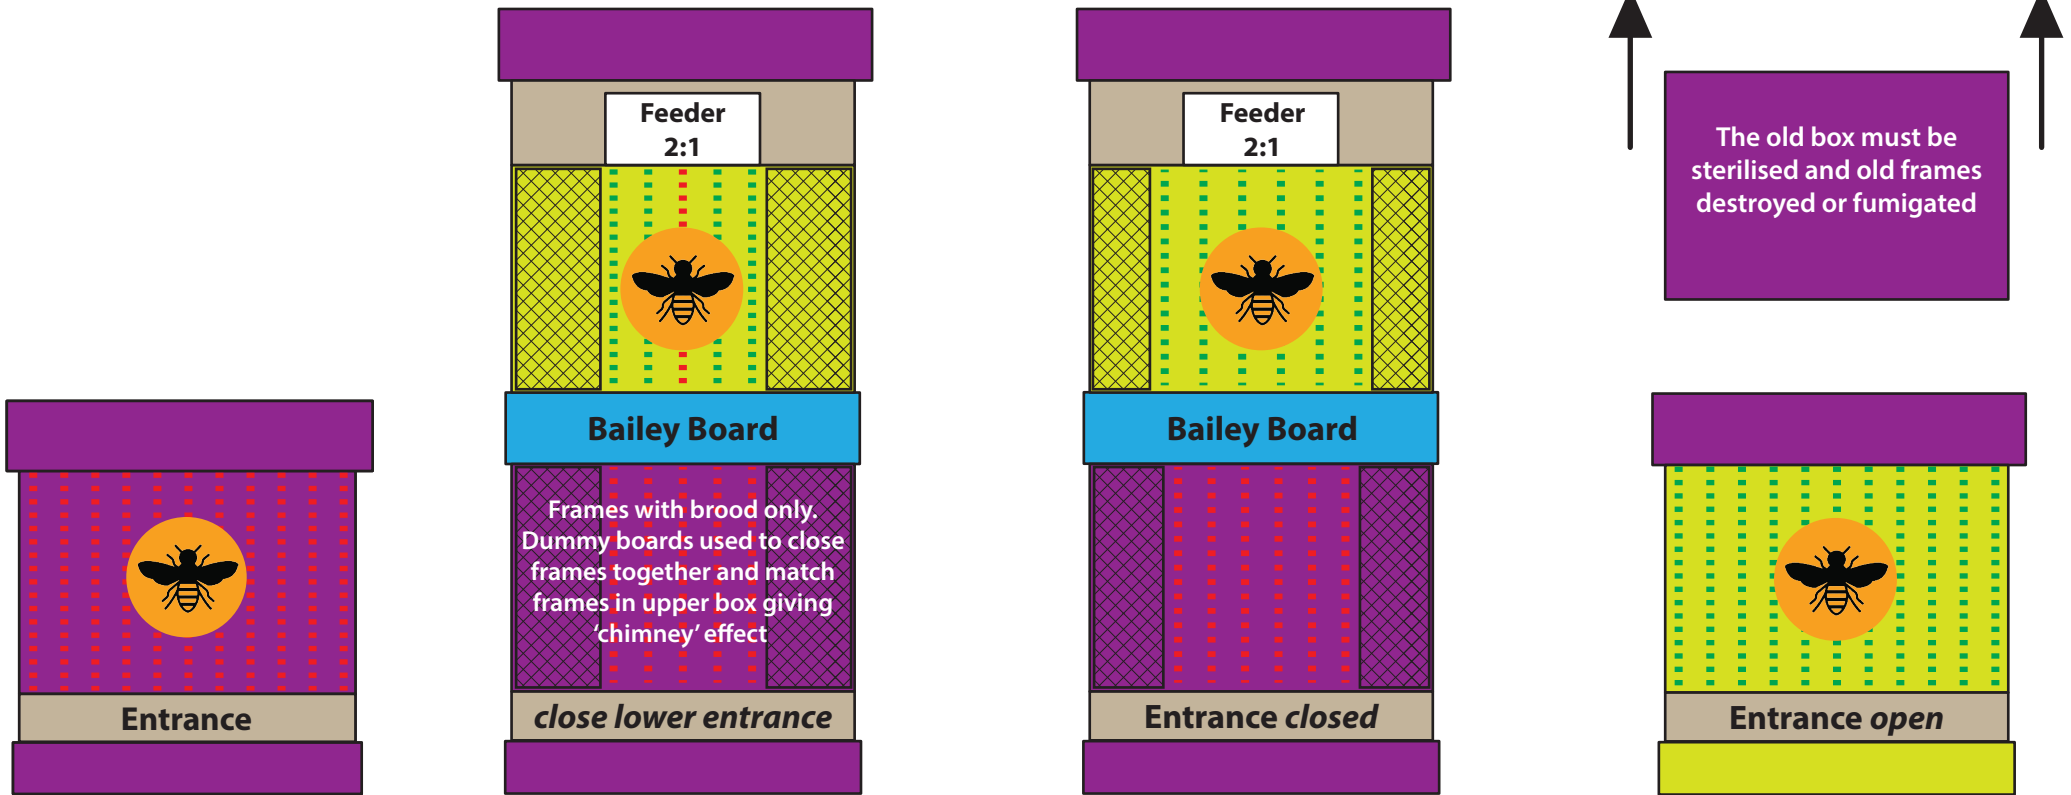 Entrance
Feeder
2:1
Bailey Board
Frames with brood only.
Dummy boards used to close
frames together and match
frames in upper box giving
‘chimney’ effect
close lower entrance
Feeder
2:1
Bailey Board
Entrance closed
The old box must be
sterilised and old frames
destroyed or fumigated
Entrance open